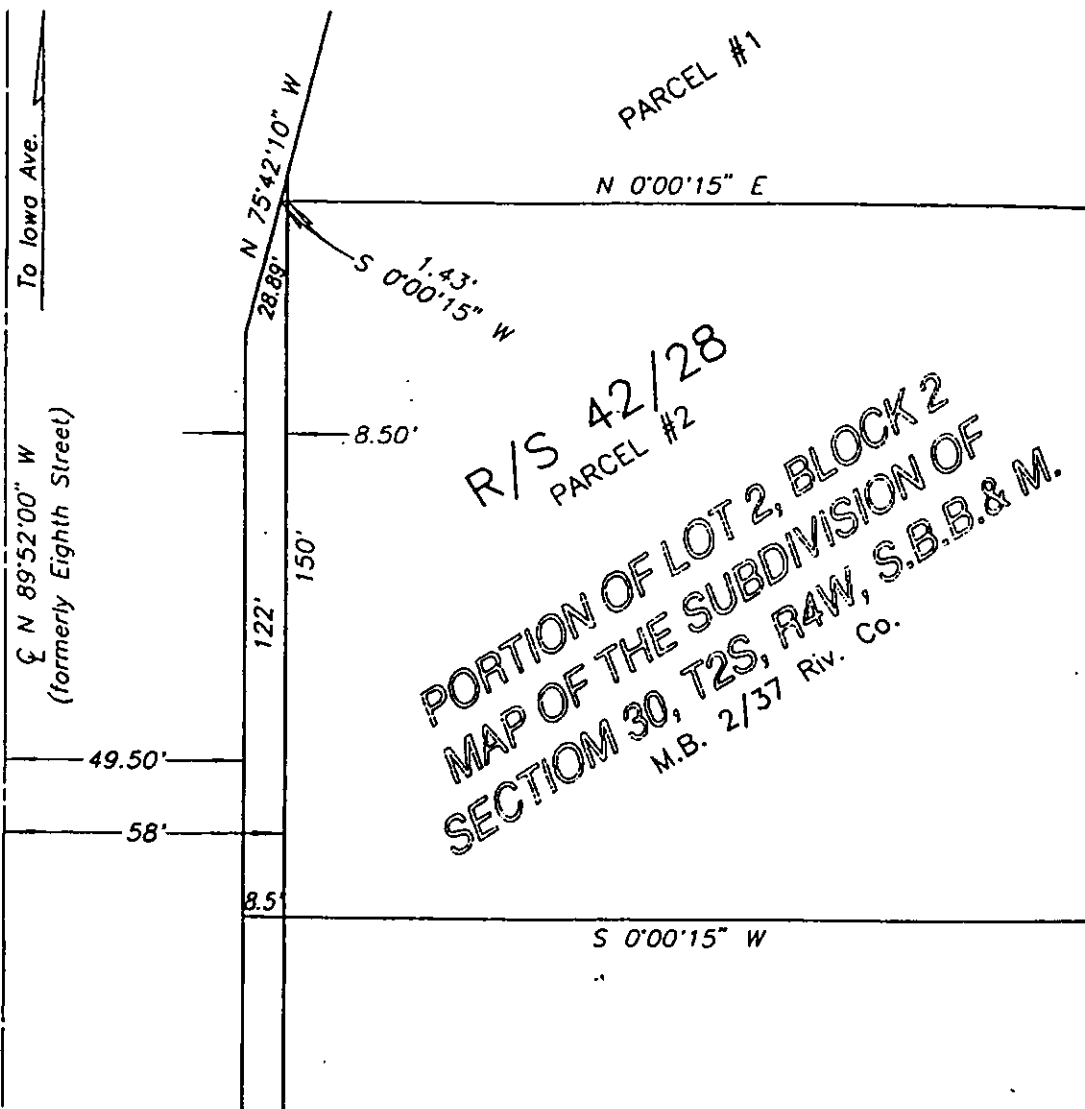 PARCEL #1
To Iowa Ave.
N 75°42'10" W
28.89'
N 0°00'15" E
1.43'
S 0°00'15" W
℄ N 89°52'00" W
(formerly Eighth Street)
8.50'
R/S 42/28
PARCEL #2
150'
122'
PORTION OF LOT 2, BLOCK 2
MAP OF THE SUBDIVISION OF
SECTIOM 30, T2S, R4W, S.B.B.& M.
M.B. 2/37 Riv. Co.
49.50'
58'
8.5'
S 0°00'15" W